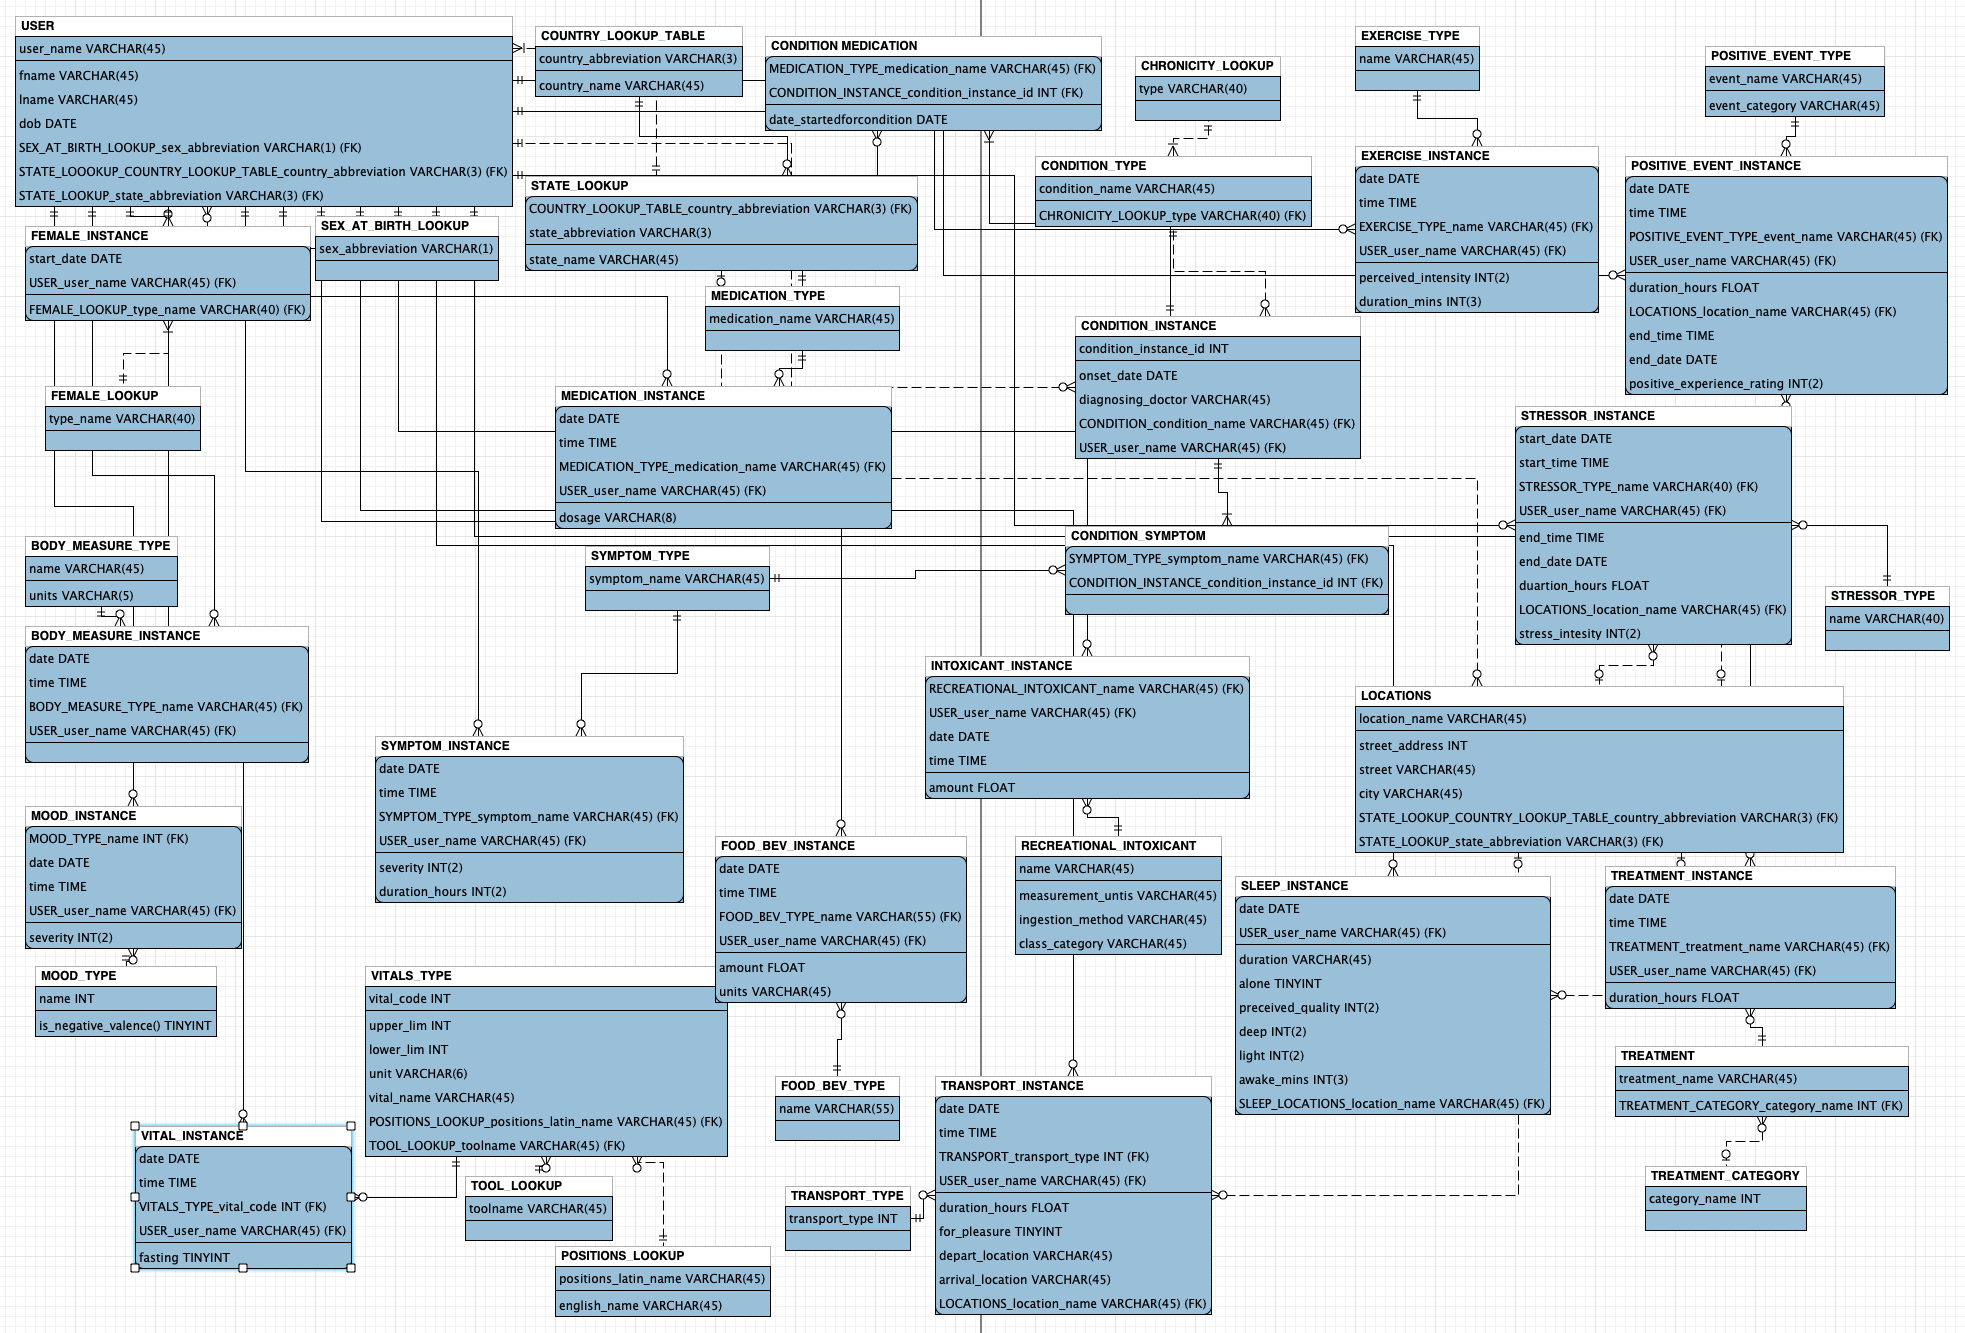 USER
user_name VARCHAR(45)
fname VARCHAR(45)
lname VARCHAR(45)
dob DATE
SEX_AT_BIRTH_LOOKUP_sex_abbreviation VARCHAR(1) (FK)
STATE_LOOOKUP_COUNTRY_LOOKUP_TABLE_country_abbreviation VARCHAR(3) (FK)
STATE_LOOKUP_state_abbreviation VARCHAR(3) (FK)
COUNTRY_LOOKUP_TABLE
country_abbreviation VARCHAR(3)
country_name VARCHAR(45)
CONDITION MEDICATION
MEDICATION_TYPE_medication_name VARCHAR(45) (FK)
CONDITION_INSTANCE_condition_instance_id INT (FK)
date_startedforcondition DATE
CHRONICITY_LOOKUP
type VARCHAR(40)
EXERCISE_TYPE
name VARCHAR(45)
POSITIVE_EVENT_TYPE
event_name VARCHAR(45)
event_category VARCHAR(45)
CONDITION_TYPE
condition_name VARCHAR(45)
CHRONICITY_LOOKUP_type VARCHAR(40) (FK)
EXERCISE_INSTANCE
date DATE
time TIME
EXERCISE_TYPE_name VARCHAR(45) (FK)
USER_user_name VARCHAR(45) (FK)
perceived_intensity INT(2)
duration_mins INT(3)
POSITIVE_EVENT_INSTANCE
date DATE
time TIME
POSITIVE_EVENT_TYPE_event_name VARCHAR(45) (FK)
USER_user_name VARCHAR(45) (FK)
duration_hours FLOAT
LOCATIONS_location_name VARCHAR(45) (FK)
end_time TIME
end_date DATE
positive_experience_rating INT(2)
STATE_LOOKUP
COUNTRY_LOOKUP_TABLE_country_abbreviation VARCHAR(3) (FK)
state_abbreviation VARCHAR(3)
state_name VARCHAR(45)
SEX_AT_BIRTH_LOOKUP
sex_abbreviation VARCHAR(1)
FEMALE_INSTANCE
start_date DATE
USER_user_name VARCHAR(45) (FK)
FEMALE_LOOKUP_type_name VARCHAR(40) (FK)
MEDICATION_TYPE
medication_name VARCHAR(45)
CONDITION_INSTANCE
condition_instance_id INT
onset_date DATE
diagnosing_doctor VARCHAR(45)
CONDITION_condition_name VARCHAR(45) (FK)
USER_user_name VARCHAR(45) (FK)
FEMALE_LOOKUP
type_name VARCHAR(40)
MEDICATION_INSTANCE
date DATE
time TIME
MEDICATION_TYPE_medication_name VARCHAR(45) (FK)
USER_user_name VARCHAR(45) (FK)
dosage VARCHAR(8)
STRESSOR_INSTANCE
start_date DATE
start_time TIME
STRESSOR_TYPE_name VARCHAR(40) (FK)
USER_user_name VARCHAR(45) (FK)
end_time TIME
end_date DATE
duartion_hours FLOAT
LOCATIONS_location_name VARCHAR(45) (FK)
stress_intesity INT(2)
CONDITION_SYMPTOM
SYMPTOM_TYPE_symptom_name VARCHAR(45) (FK)
CONDITION_INSTANCE_condition_instance_id INT (FK)
BODY_MEASURE_TYPE
name VARCHAR(45)
units VARCHAR(5)
SYMPTOM_TYPE
symptom_name VARCHAR(45)
STRESSOR_TYPE
name VARCHAR(40)
BODY_MEASURE_INSTANCE
date DATE
time TIME
BODY_MEASURE_TYPE_name VARCHAR(45) (FK)
USER_user_name VARCHAR(45) (FK)
INTOXICANT_INSTANCE
RECREATIONAL_INTOXICANT_name VARCHAR(45) (FK)
USER_user_name VARCHAR(45) (FK)
date DATE
time TIME
amount FLOAT
LOCATIONS
location_name VARCHAR(45)
street_address INT
street VARCHAR(45)
city VARCHAR(45)
STATE_LOOKUP_COUNTRY_LOOKUP_TABLE_country_abbreviation VARCHAR(3) (FK)
STATE_LOOKUP_state_abbreviation VARCHAR(3) (FK)
SYMPTOM_INSTANCE
date DATE
time TIME
SYMPTOM_TYPE_symptom_name VARCHAR(45) (FK)
USER_user_name VARCHAR(45) (FK)
severity INT(2)
duration_hours INT(2)
MOOD_INSTANCE
MOOD_TYPE_name INT (FK)
date DATE
time TIME
USER_user_name VARCHAR(45) (FK)
severity INT(2)
FOOD_BEV_INSTANCE
date DATE
time TIME
FOOD_BEV_TYPE_name VARCHAR(55) (FK)
USER_user_name VARCHAR(45) (FK)
amount FLOAT
units VARCHAR(45)
RECREATIONAL_INTOXICANT
name VARCHAR(45)
measurement_untis VARCHAR(45)
ingestion_method VARCHAR(45)
class_category VARCHAR(45)
SLEEP_INSTANCE
date DATE
USER_user_name VARCHAR(45) (FK)
duration VARCHAR(45)
alone TINYINT
preceived_quality INT(2)
deep INT(2)
light INT(2)
awake_mins INT(3)
SLEEP_LOCATIONS_location_name VARCHAR(45) (FK)
TREATMENT_INSTANCE
date DATE
time TIME
TREATMENT_treatment_name VARCHAR(45) (FK)
USER_user_name VARCHAR(45) (FK)
duration_hours FLOAT
MOOD_TYPE
name INT
is_negative_valence() TINYINT
VITALS_TYPE
vital_code INT
upper_lim INT
lower_lim INT
unit VARCHAR(6)
vital_name VARCHAR(45)
POSITIONS_LOOKUP_positions_latin_name VARCHAR(45) (FK)
TOOL_LOOKUP_toolname VARCHAR(45) (FK)
FOOD_BEV_TYPE
name VARCHAR(55)
TRANSPORT_INSTANCE
date DATE
time TIME
TRANSPORT_transport_type INT (FK)
USER_user_name VARCHAR(45) (FK)
duration_hours FLOAT
for_pleasure TINYINT
depart_location VARCHAR(45)
arrival_location VARCHAR(45)
LOCATIONS_location_name VARCHAR(45) (FK)
TREATMENT
treatment_name VARCHAR(45)
TREATMENT_CATEGORY_category_name INT (FK)
VITAL_INSTANCE
date DATE
time TIME
VITALS_TYPE_vital_code INT (FK)
USER_user_name VARCHAR(45) (FK)
fasting TINYINT
TOOL_LOOKUP
toolname VARCHAR(45)
TRANSPORT_TYPE
transport_type INT
TREATMENT_CATEGORY
category_name INT
POSITIONS_LOOKUP
positions_latin_name VARCHAR(45)
english_name VARCHAR(45)